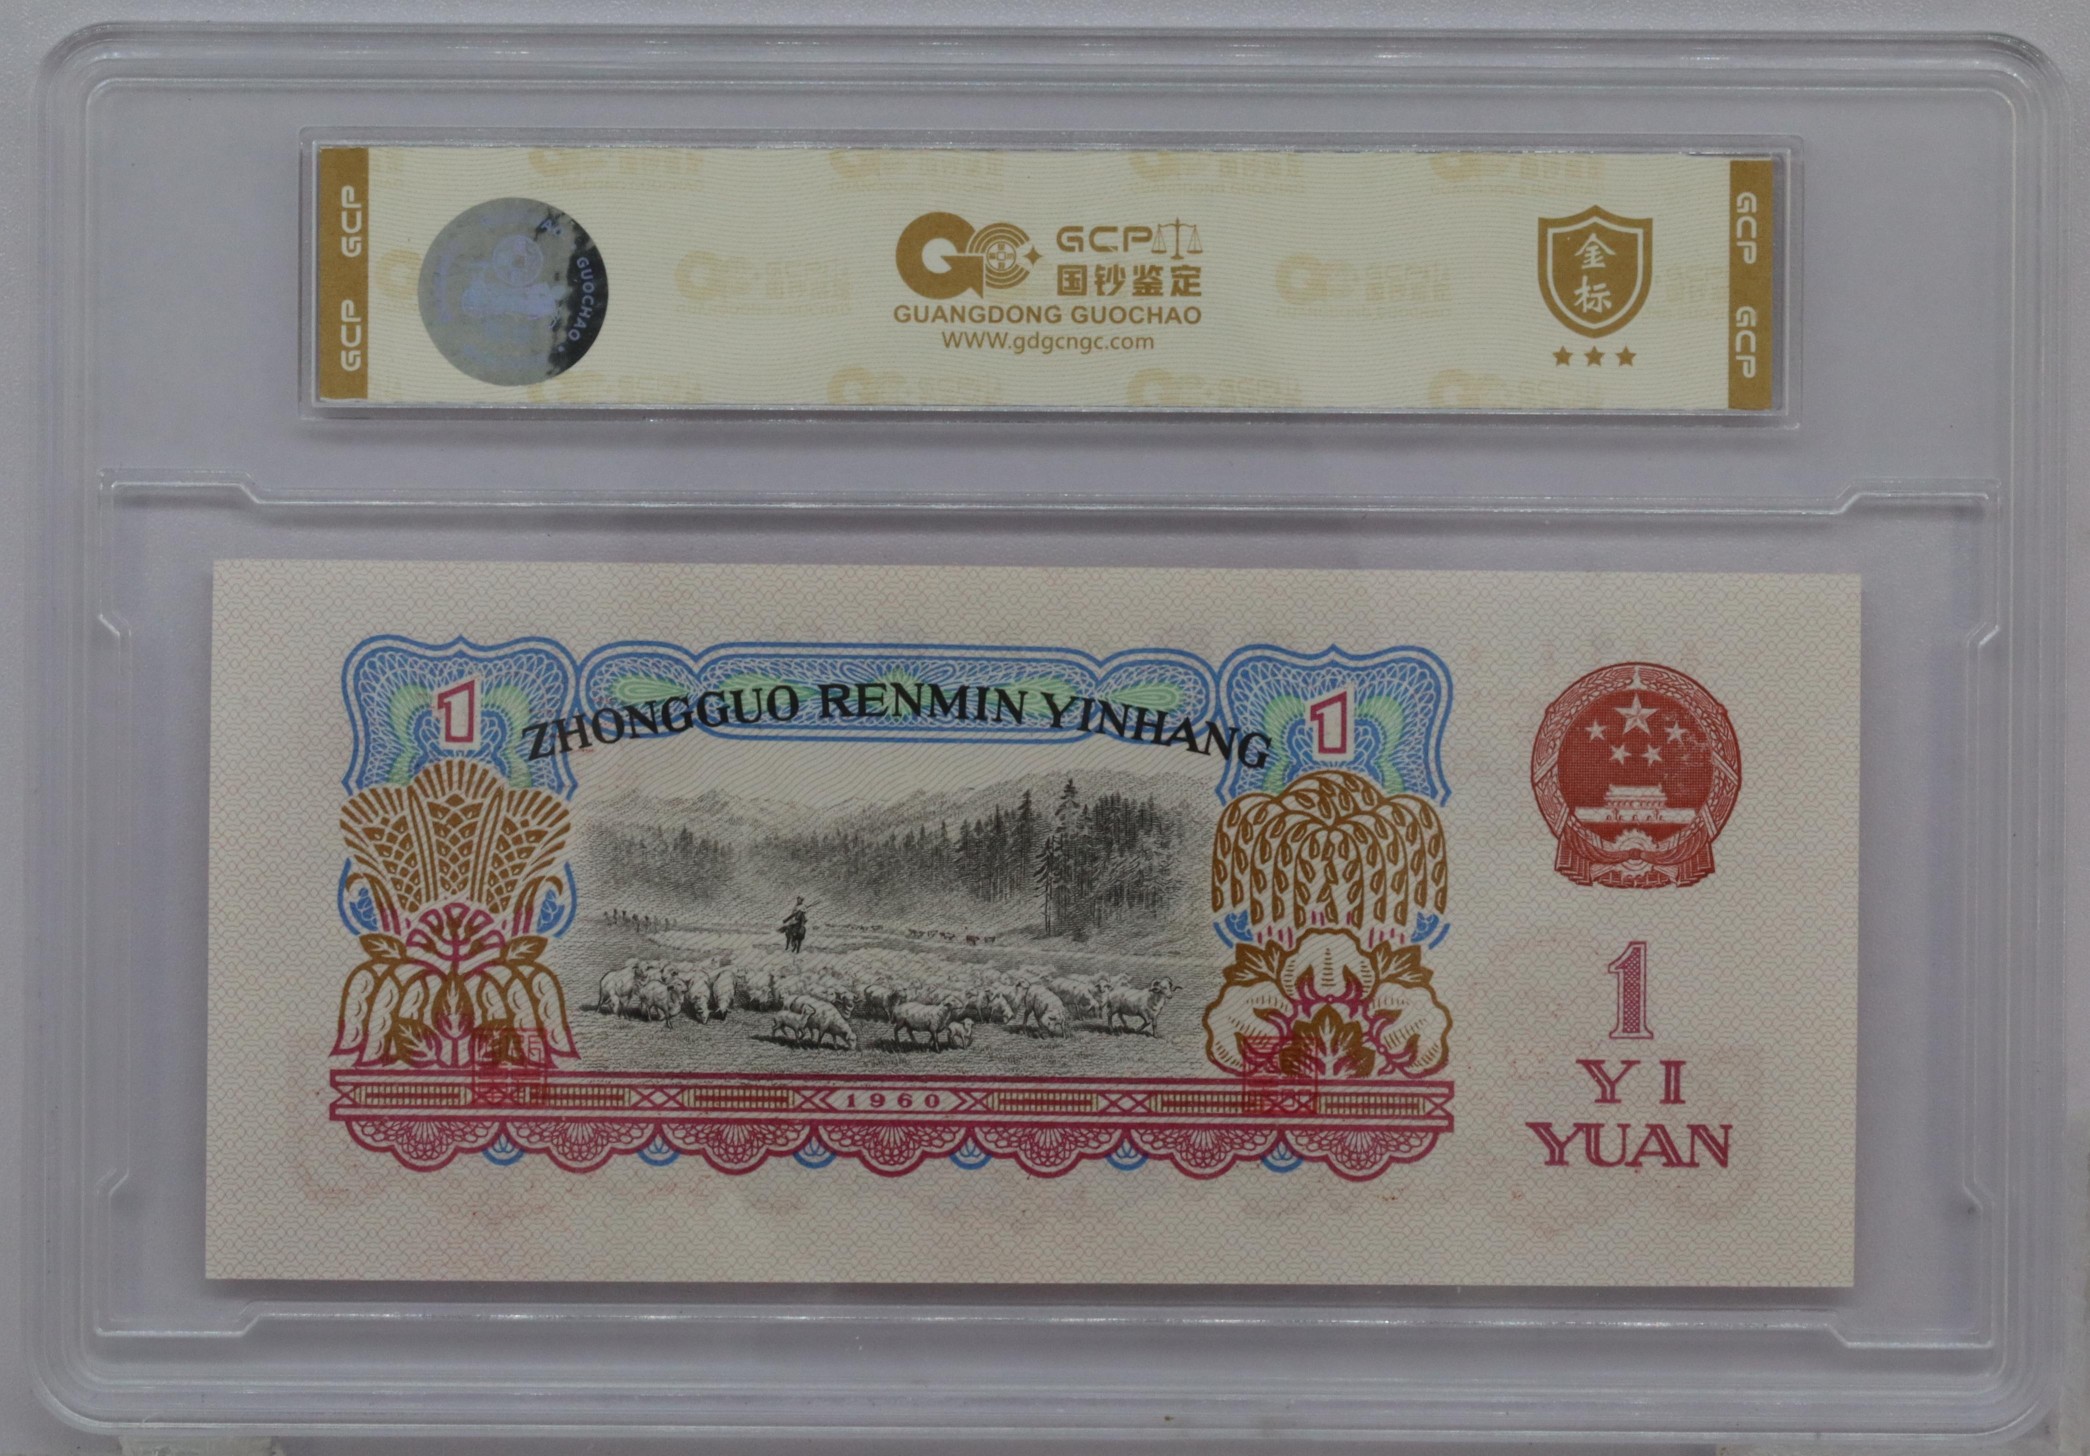 GCP
GCP
GUOCHAO
GCP
国钞鉴定
GUANGDONG GUOCHAO
WWW.gdgcngc.com
金
标
GCP
GCP
1
ZHONGGUO RENMIN YINHANG
1
1960
1
YI
YUAN